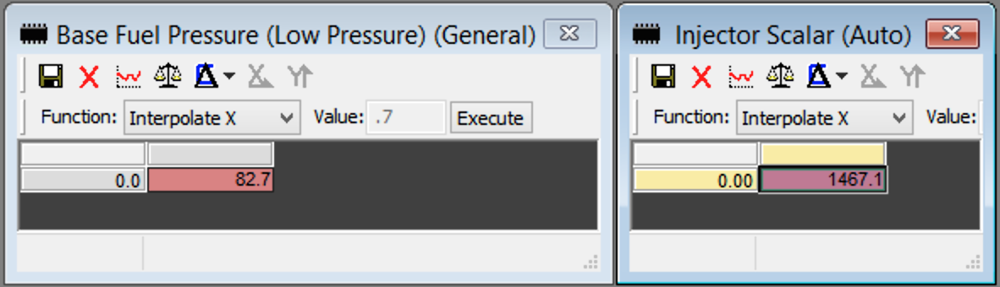 Base Fuel Pressure (Low Pressure) (General)
Function: Interpolate X Value: .7 Execute
0.0 82.7
Injector Scalar (Auto)
Function: Interpolate X Value:
0.00 1467.1